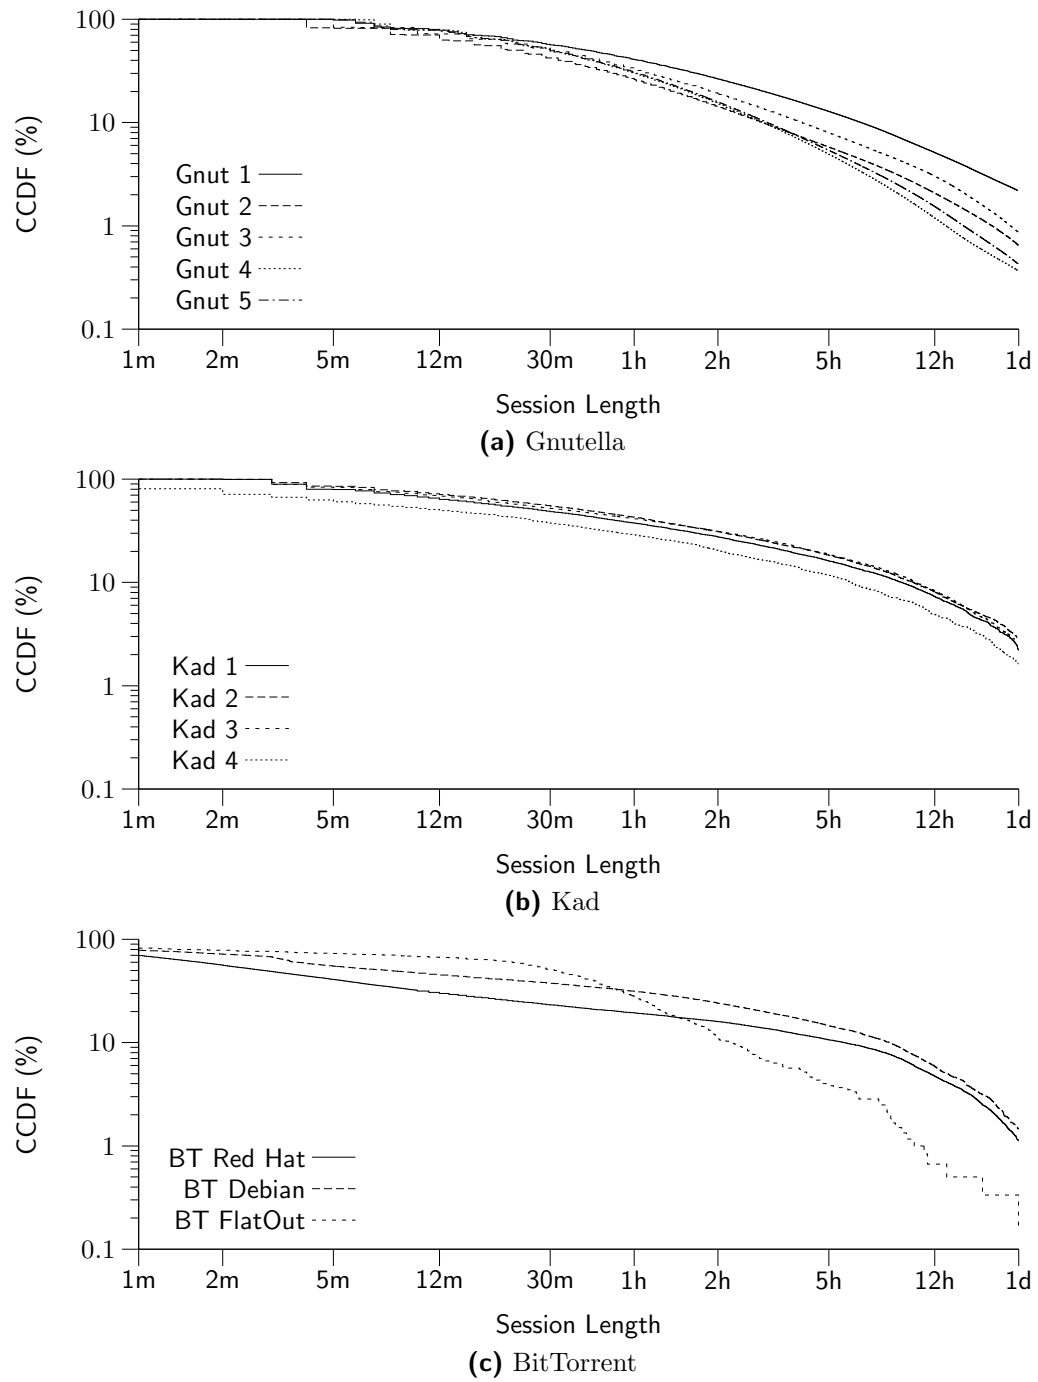 100
10
1
0.1
CCDF (%)
Gnut 1
Gnut 2
Gnut 3
Gnut 4
Gnut 5
1m 2m 5m 12m 30m 1h 2h 5h 12h 1d
Session Length
(a) Gnutella
100
10
1
0.1
CCDF (%)
Kad 1
Kad 2
Kad 3
Kad 4
1m 2m 5m 12m 30m 1h 2h 5h 12h 1d
Session Length
(b) Kad
100
10
1
0.1
CCDF (%)
BT Red Hat
BT Debian
BT FlatOut
1m 2m 5m 12m 30m 1h 2h 5h 12h 1d
Session Length
(c) BitTorrent